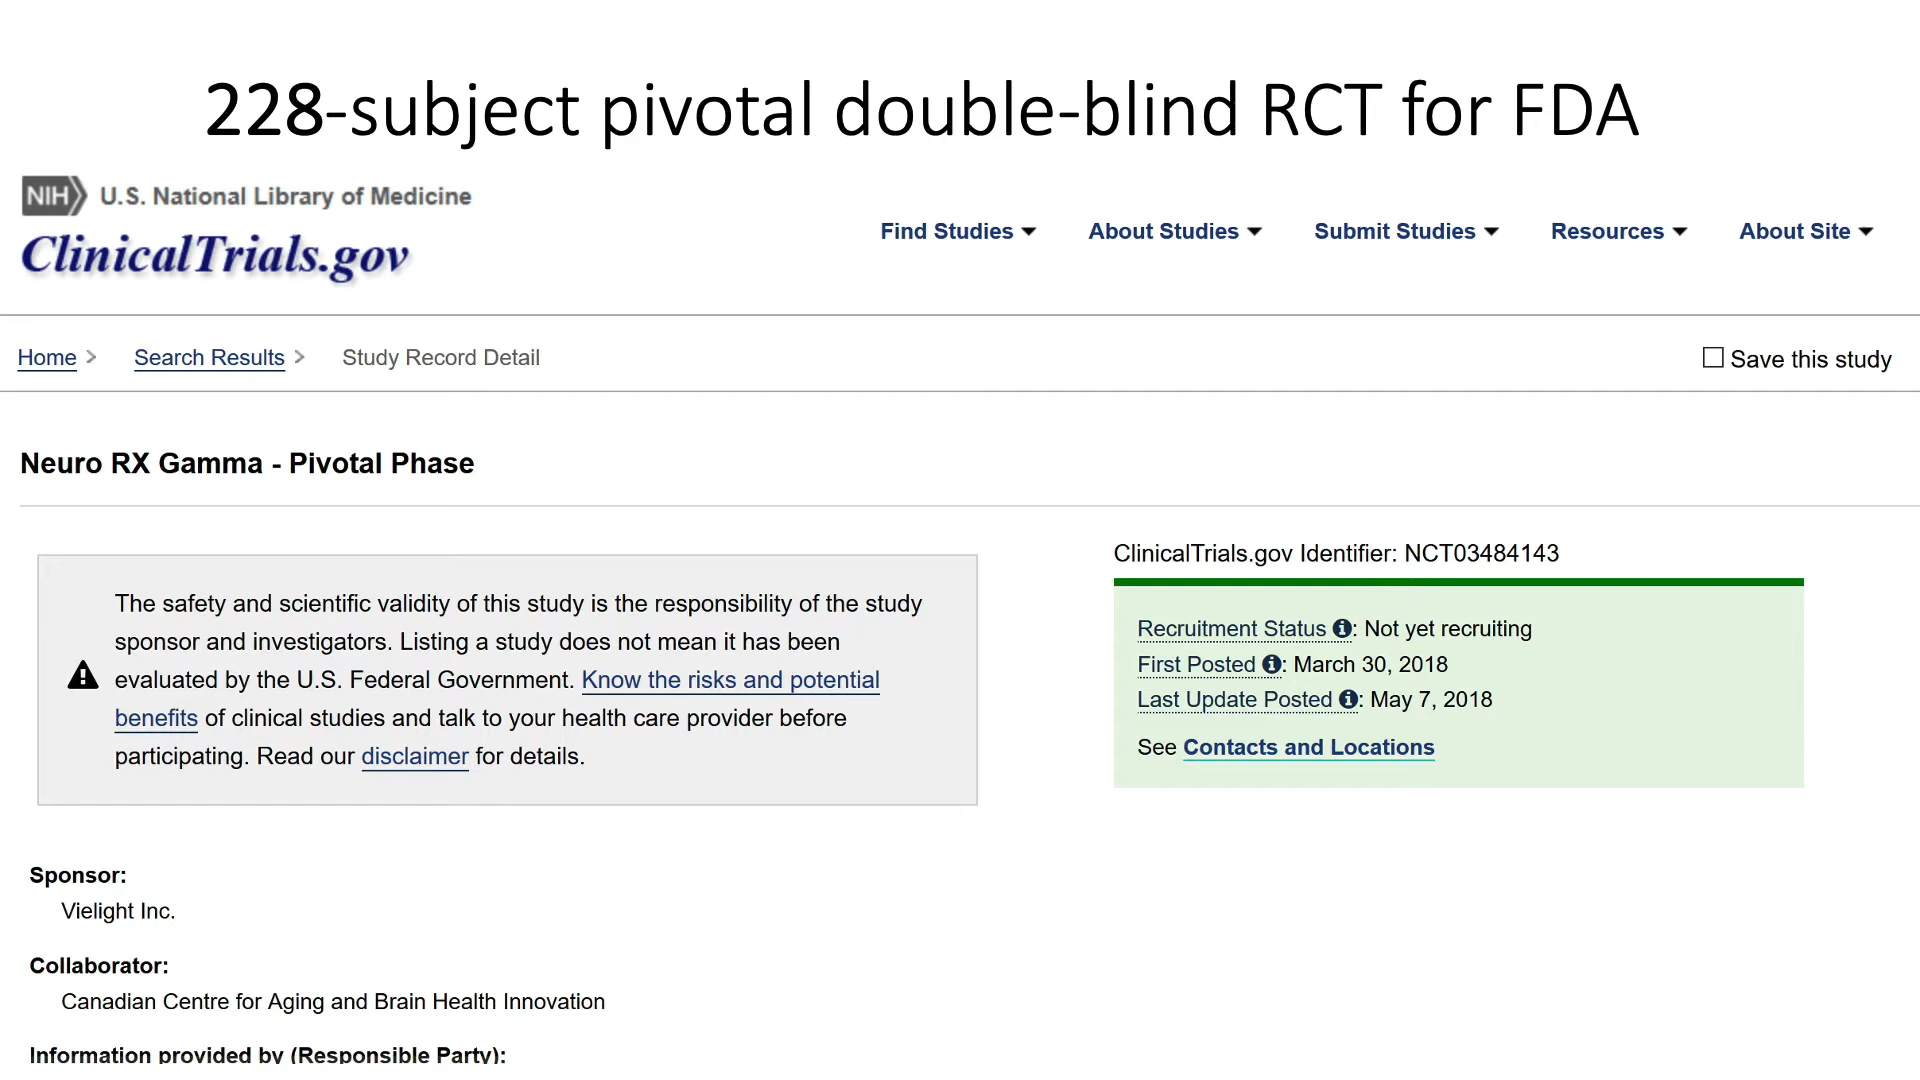 228-subject pivotal double-blind RCT for FDA
NIH U.S. National Library of Medicine
ClinicalTrials.gov
Find Studies About Studies Submit Studies Resources About Site
Home > Search Results > Study Record Detail
Save this study
Neuro RX Gamma - Pivotal Phase
The safety and scientific validity of this study is the responsibility of the study
sponsor and investigators. Listing a study does not mean it has been
evaluated by the U.S. Federal Government. Know the risks and potential
benefits of clinical studies and talk to your health care provider before
participating. Read our disclaimer for details.
ClinicalTrials.gov Identifier: NCT03484143
Recruitment Status : Not yet recruiting
First Posted : March 30, 2018
Last Update Posted : May 7, 2018
See Contacts and Locations
Sponsor:
Vielight Inc.
Collaborator:
Canadian Centre for Aging and Brain Health Innovation
Information provided by (Responsible Party):